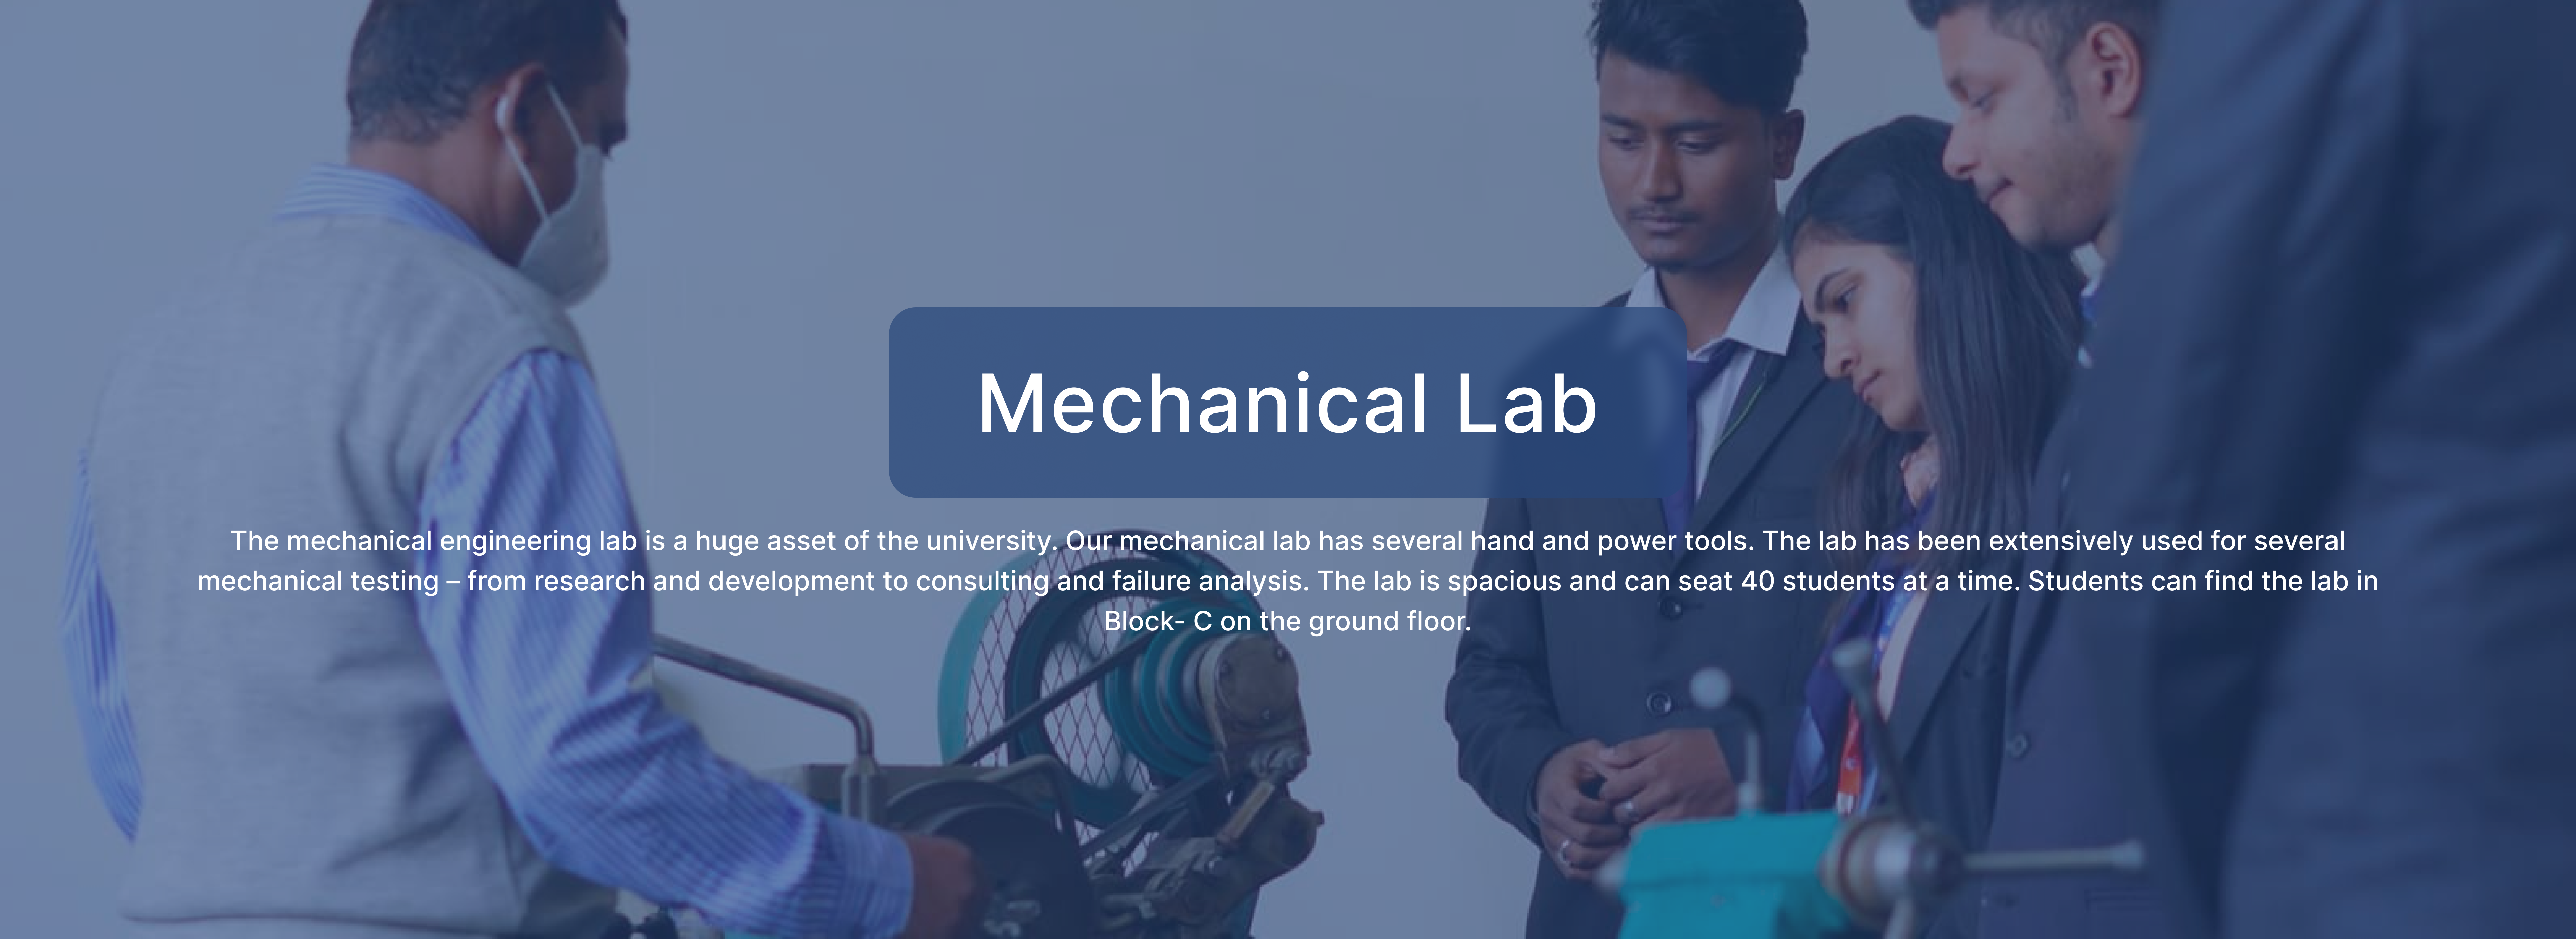 Mechanical Lab
The mechanical engineering lab is a huge asset of the university. Our mechanical lab has several hand and power tools. The lab has been extensively used for several
mechanical testing – from research and development to consulting and failure analysis. The lab is spacious and can seat 40 students at a time. Students can find the lab in
Block- C on the ground floor.